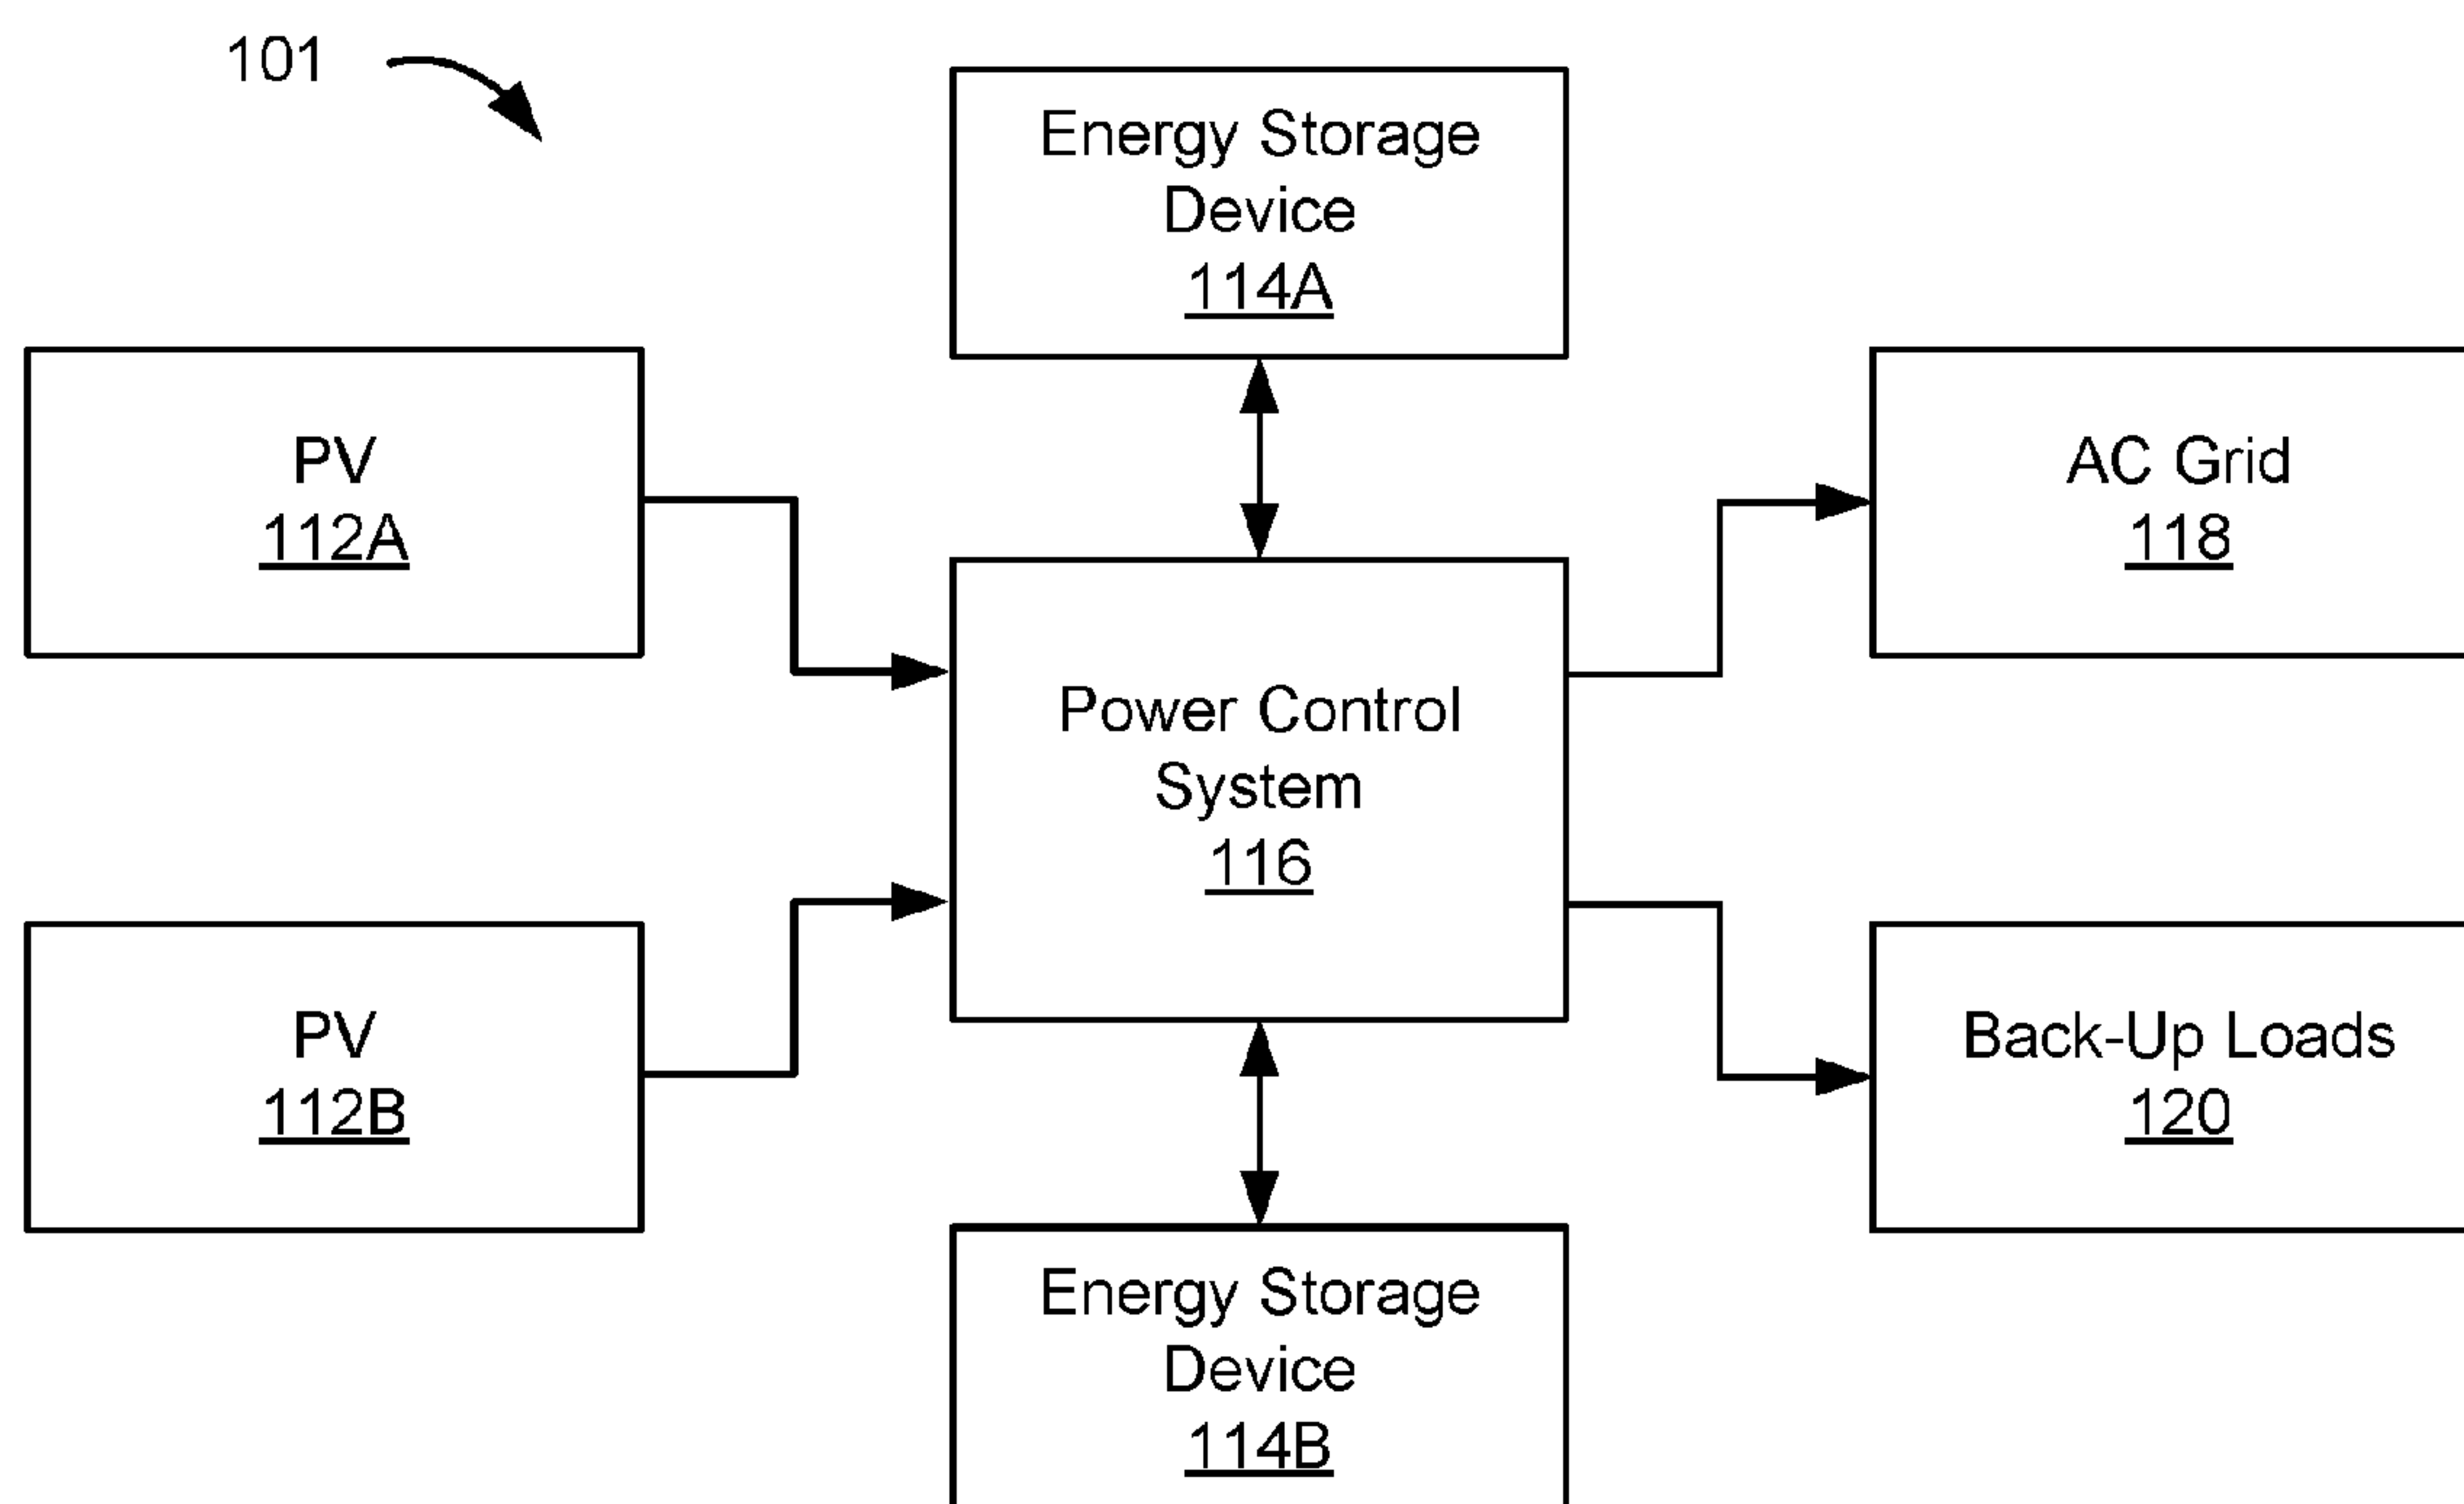 101
Energy Storage
Device
114A
PV
112A
AC Grid
118
Power Control
System
116
PV
112B
Back-Up Loads
120
Energy Storage
Device
114B